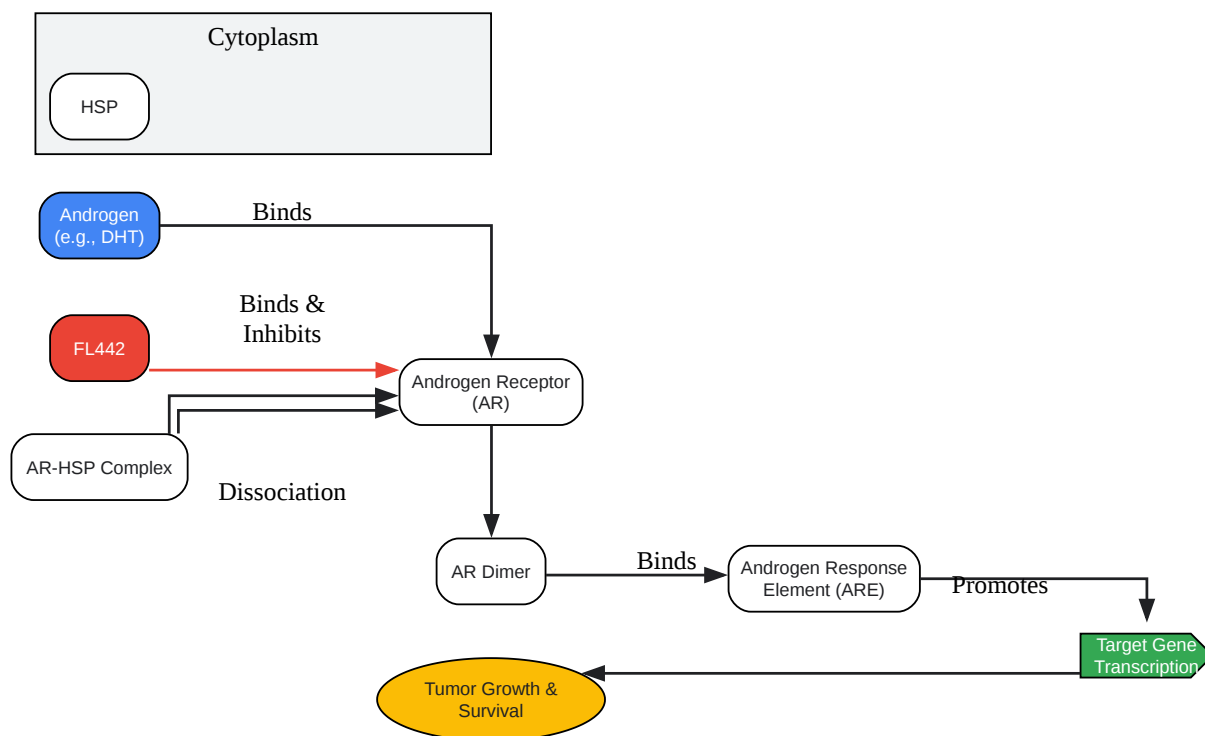 Cytoplasm
HSP
Androgen
(e.g., DHT)
Binds
Binds &
Inhibits
FL442
Androgen Receptor
(AR)
AR-HSP Complex
Dissociation
AR Dimer
Binds
Androgen Response
Element (ARE)
Promotes
Target Gene
Transcription
Tumor Growth &
Survival